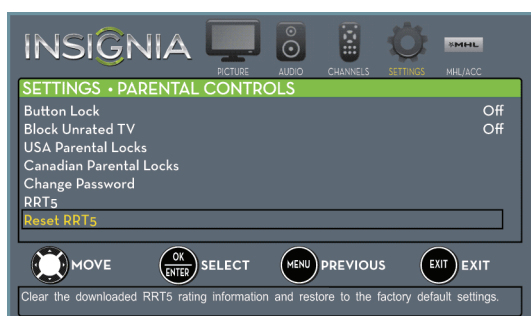 INSIGNIA
PICTURE AUDIO CHANNELS SETTINGS MHL/ACC
MHL
SETTINGS • PARENTAL CONTROLS
Button Lock Off
Block Unrated TV Off
USA Parental Locks
Canadian Parental Locks
Change Password
RRT5
Reset RRT5
MOVE OK ENTER SELECT MENU PREVIOUS EXIT EXIT
Clear the downloaded RRT5 rating information and restore to the factory default settings.